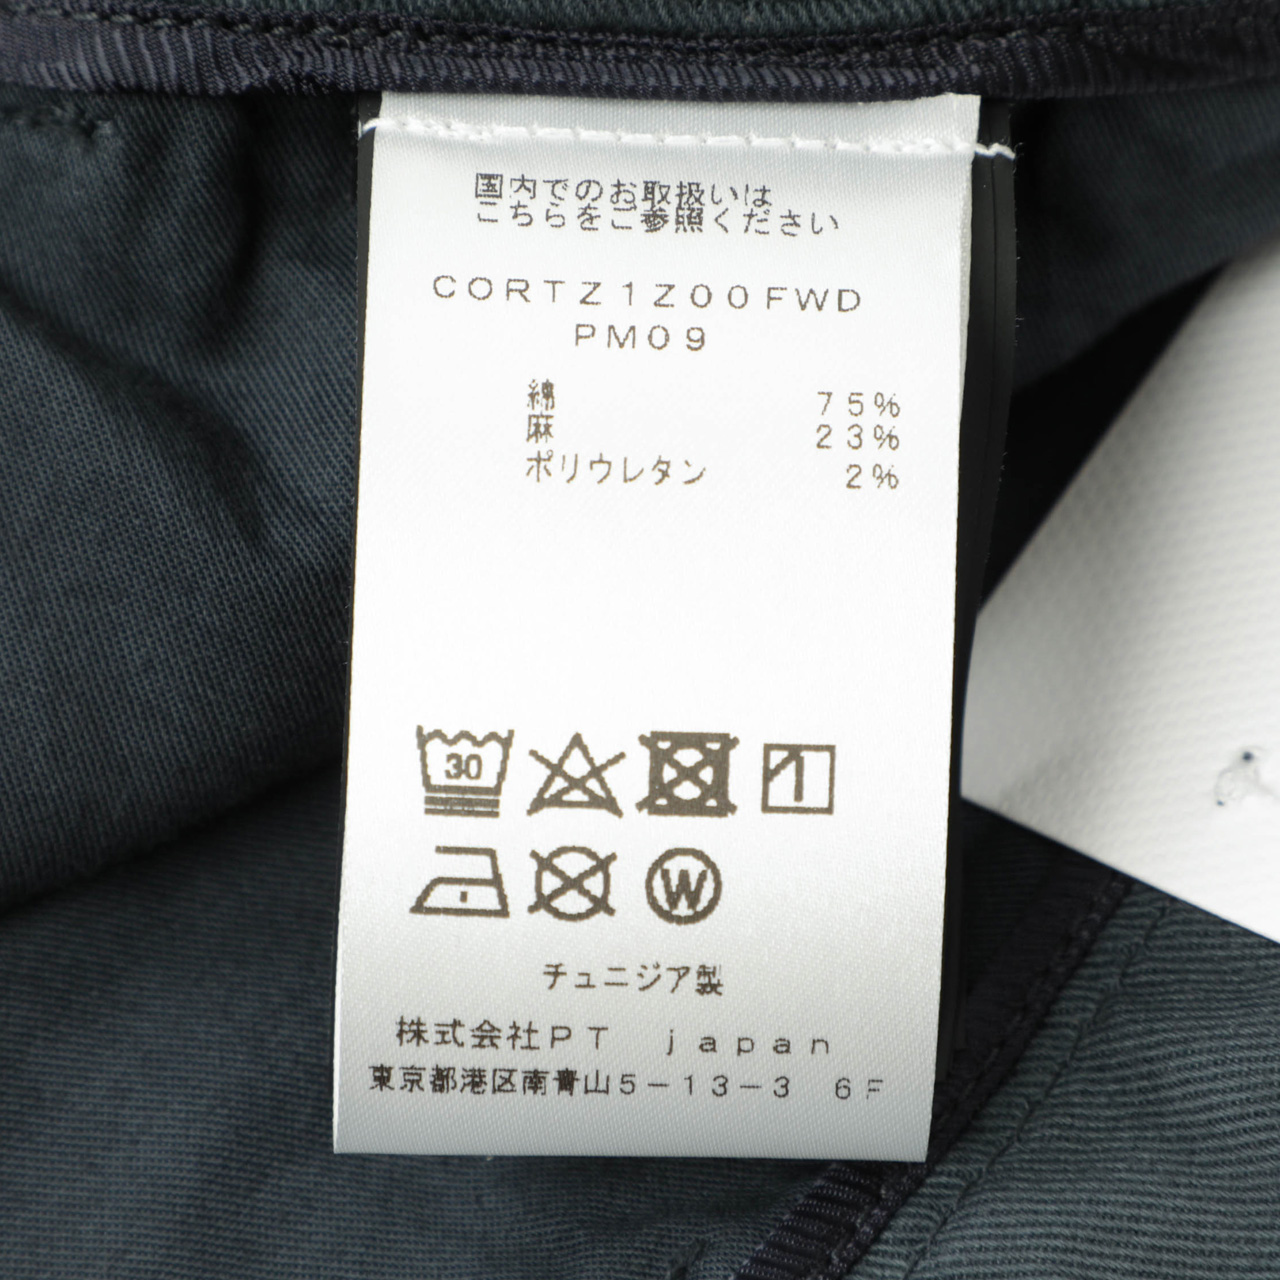 国内でのお取扱いは
こちらをご参照ください
CORTZ1Z00FWD
PM09
綿 75%
麻 23%
ポリウレタン 2%
30
W
チュニジア製
株式会社PT japan
東京都港区南青山5-13-3 6F